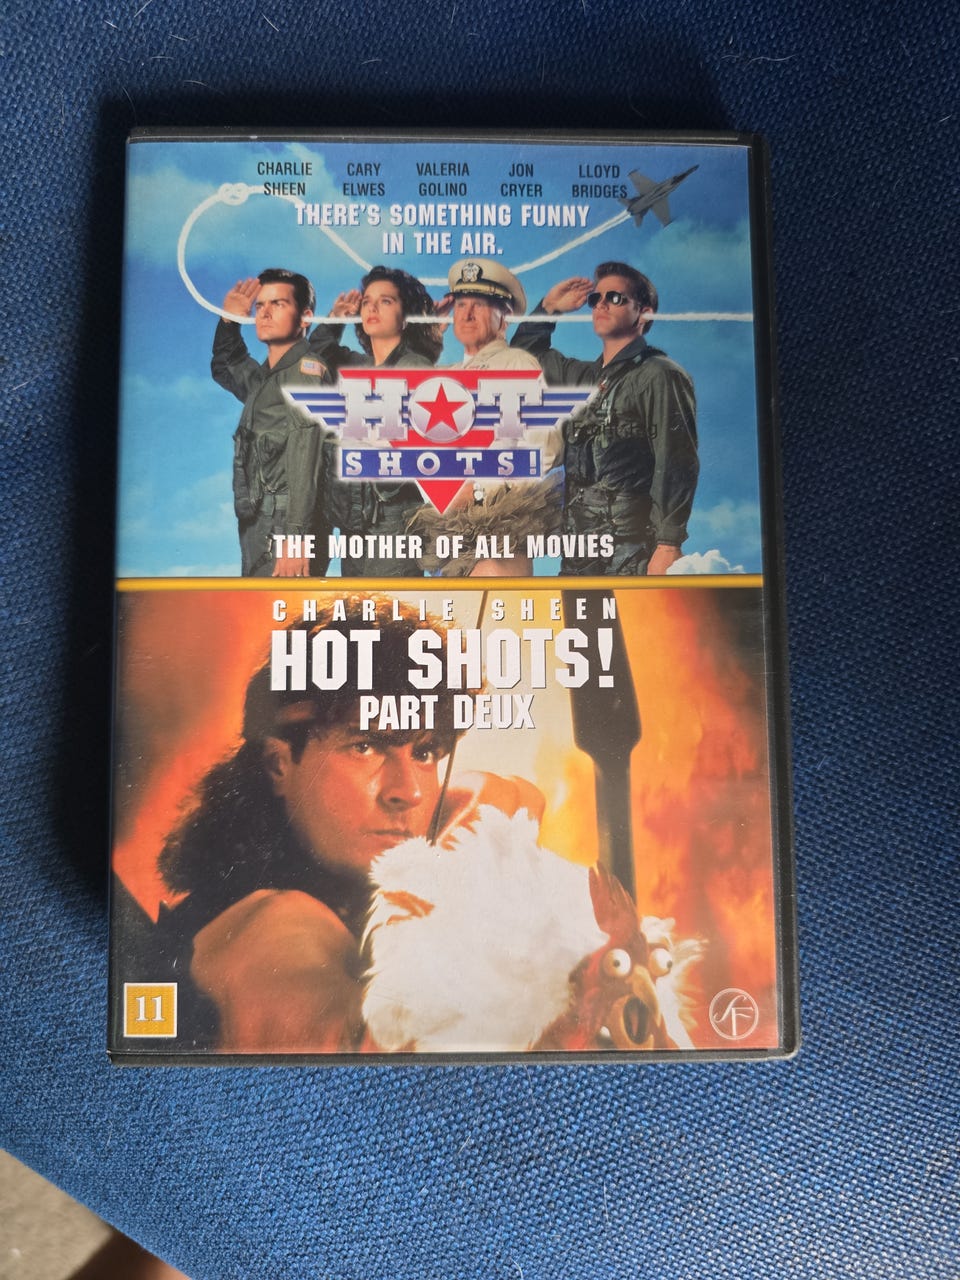 CHARLIE CARY VALERIA JON LLOYD
SHEEN ELWES GOLINO CRYER BRIDGES
THERE'S SOMETHING FUNNY
IN THE AIR.
HOT
SHOTS!
THE MOTHER OF ALL MOVIES
CHARLIE SHEEN
HOT SHOTS!
PART DEUX
11
SF